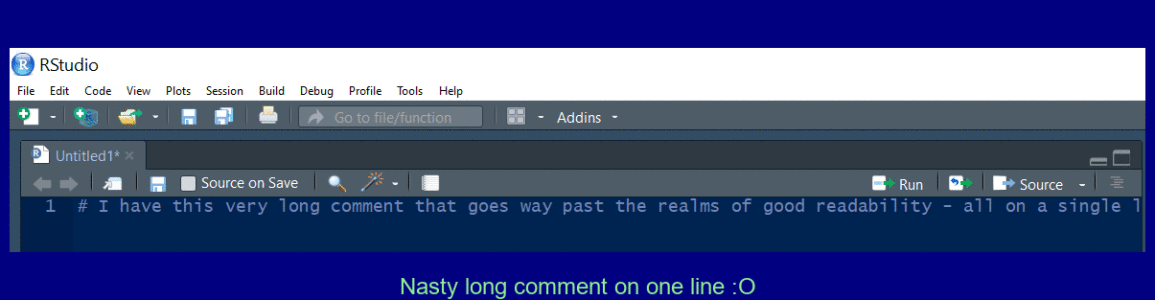 RStudio
File Edit Code View Plots Session Build Debug Profile Tools Help
Go to file/function Addins
Untitled1*
Source on Save Run Source
1 # I have this very long comment that goes way past the realms of good readability - all on a single l
Nasty long comment on one line :O